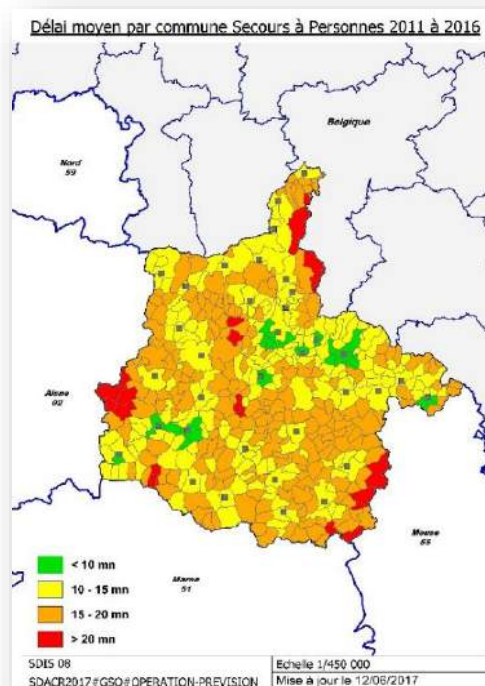 Délai moyen par commune Secours à Personnes 2011 à 2016
Belgique
Nord
59
Aisne
02
Meuse
55
Marne
51
< 10 mn
10 - 15 mn
15 - 20 mn
> 20 mn
SDIS 08
SDACR2017#GSO#OPERATION-PREVISION
Echelle 1/450 000
Mise à jour le 12/06/2017